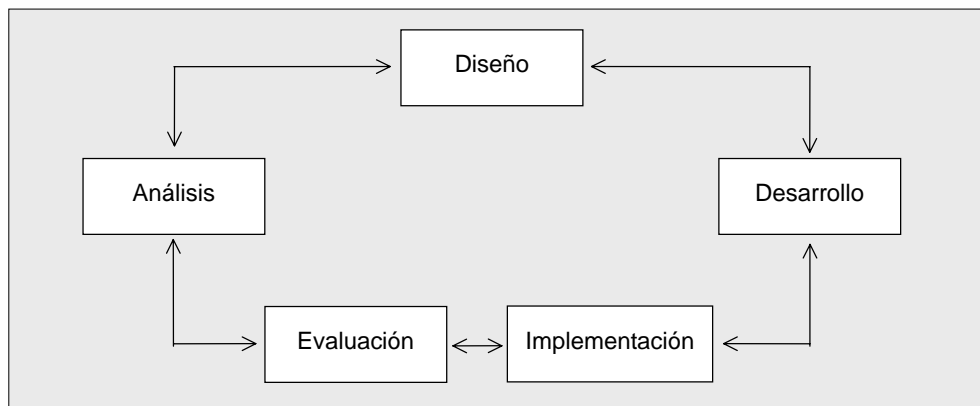 Diseño
Análisis
Desarrollo
Evaluación
Implementación